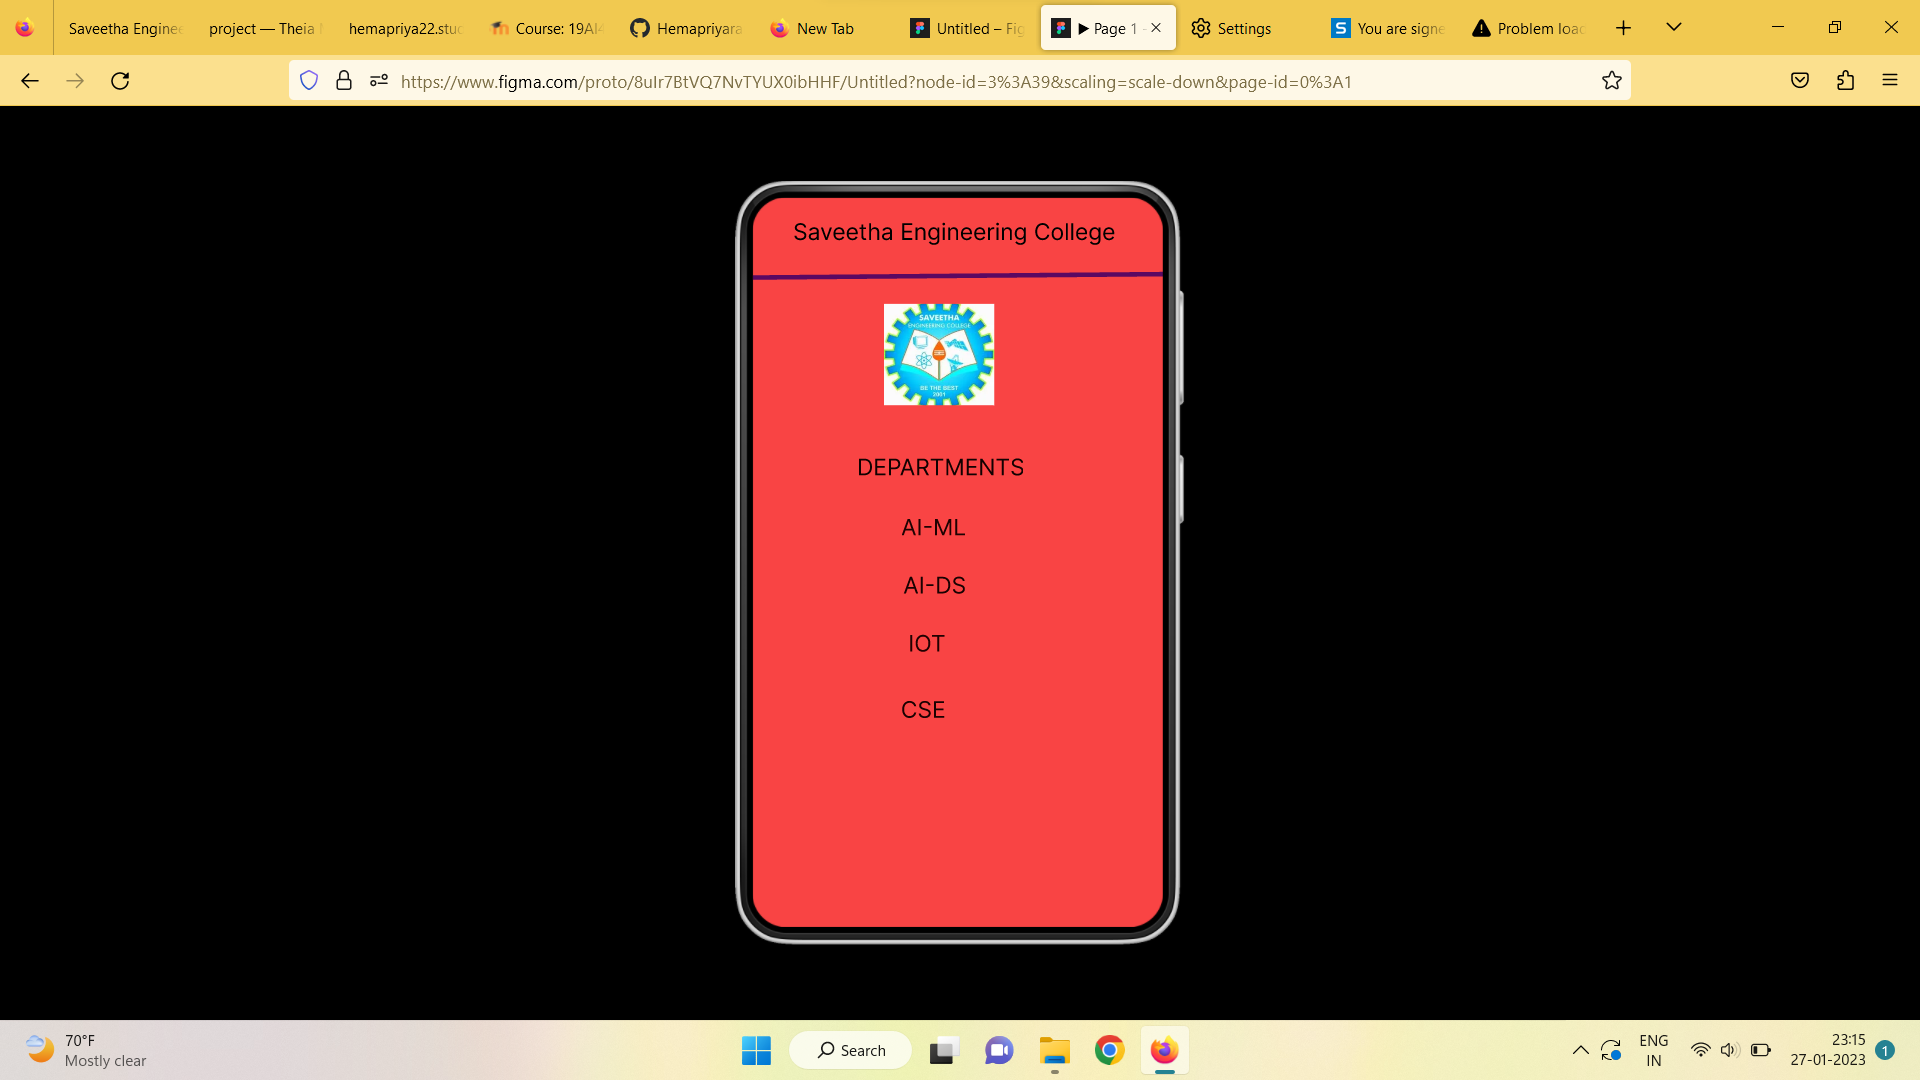 Saveetha Enginee
project — Theia
hemapriya22.stud
Course: 19AI4
Hemapriyara
New Tab
Untitled – Fig
▶ Page 1 -
Settings
You are signe
Problem load
https://www.figma.com/proto/8uIr7BtVQ7NvTYUX0ibHHF/Untitled?node-id=3%3A39&scaling=scale-down&page-id=0%3A1
Saveetha Engineering College
SAVEETHA
ENGINEERING COLLEGE
BE THE BEST
2001
DEPARTMENTS
AI-ML
AI-DS
IOT
CSE
70°F
Mostly clear
Search
ENG
IN
23:15
27-01-2023
1